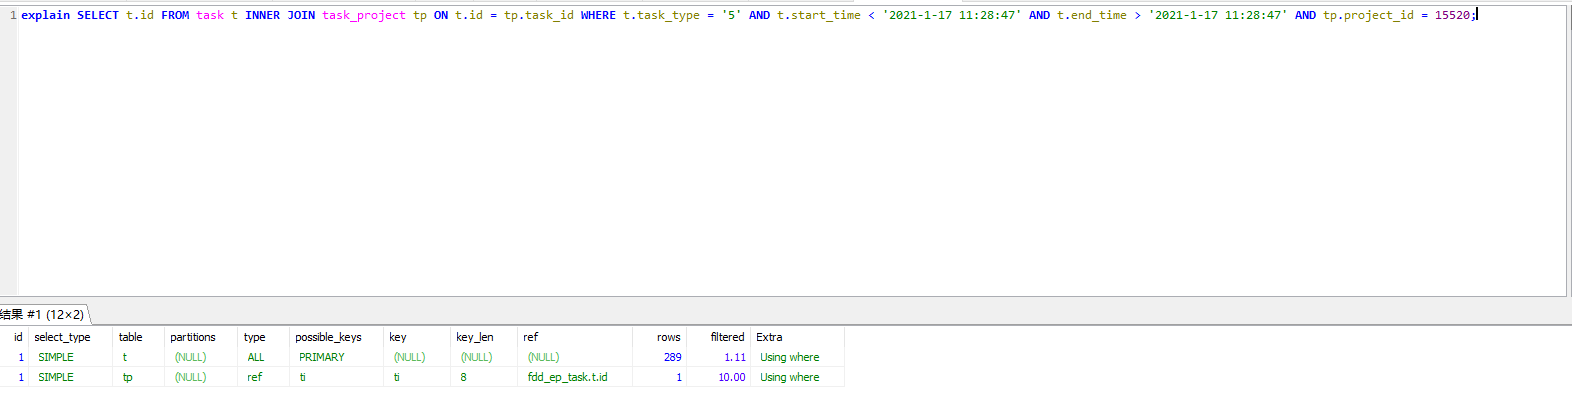 1 explain SELECT t.id FROM task t INNER JOIN task_project tp ON t.id = tp.task_id WHERE t.task_type = '5' AND t.start_time < '2021-1-17 11:28:47' AND t.end_time > '2021-1-17 11:28:47' AND tp.project_id = 15520;
结果 #1 (12×2)
id select_type table partitions type possible_keys key key_len ref rows filtered Extra
1 SIMPLE t (NULL) ALL PRIMARY (NULL) (NULL) (NULL) 289 1.11 Using where
1 SIMPLE tp (NULL) ref ti ti 8 fdd_ep_task.t.id 1 10.00 Using where